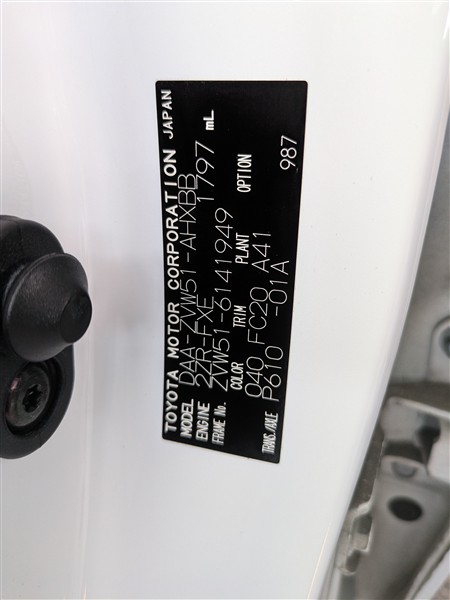 TOYOTA MOTOR CORPORATION JAPAN
MODEL DAA-ZVW51-AHXBB
ENGINE 2ZR-FXE 1797 mL
FRAME No. ZVW51-6141949
COLOR TRIM PLANT OPTION
040 FC20 A41 987
TRANS./AXLE P610 -01A